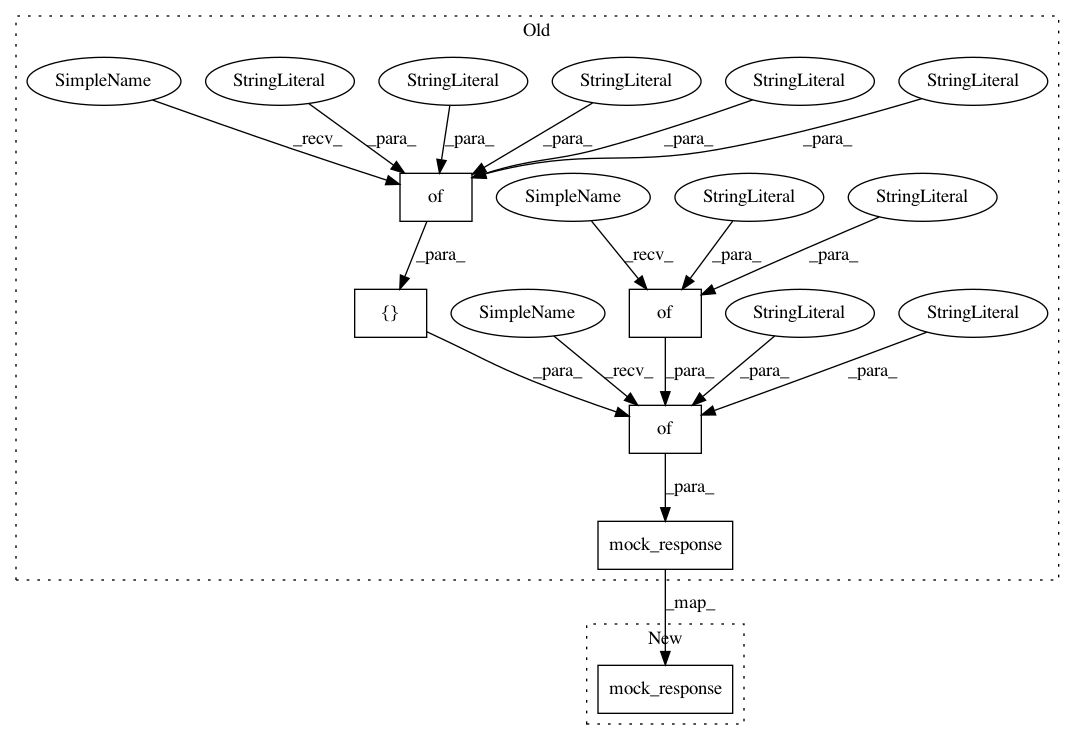 Old
SimpleName StringLiteral StringLiteral StringLiteral StringLiteral StringLiteral
_recv_ _para_ _para_ _para_ _para_ _para_
of SimpleName StringLiteral StringLiteral
_para_ _recv_ _para_ _para_
{} SimpleName of StringLiteral StringLiteral
_para_ _recv_ _para_ _para_ _para_
of
_para_
mock_response
_map_
New
mock_response